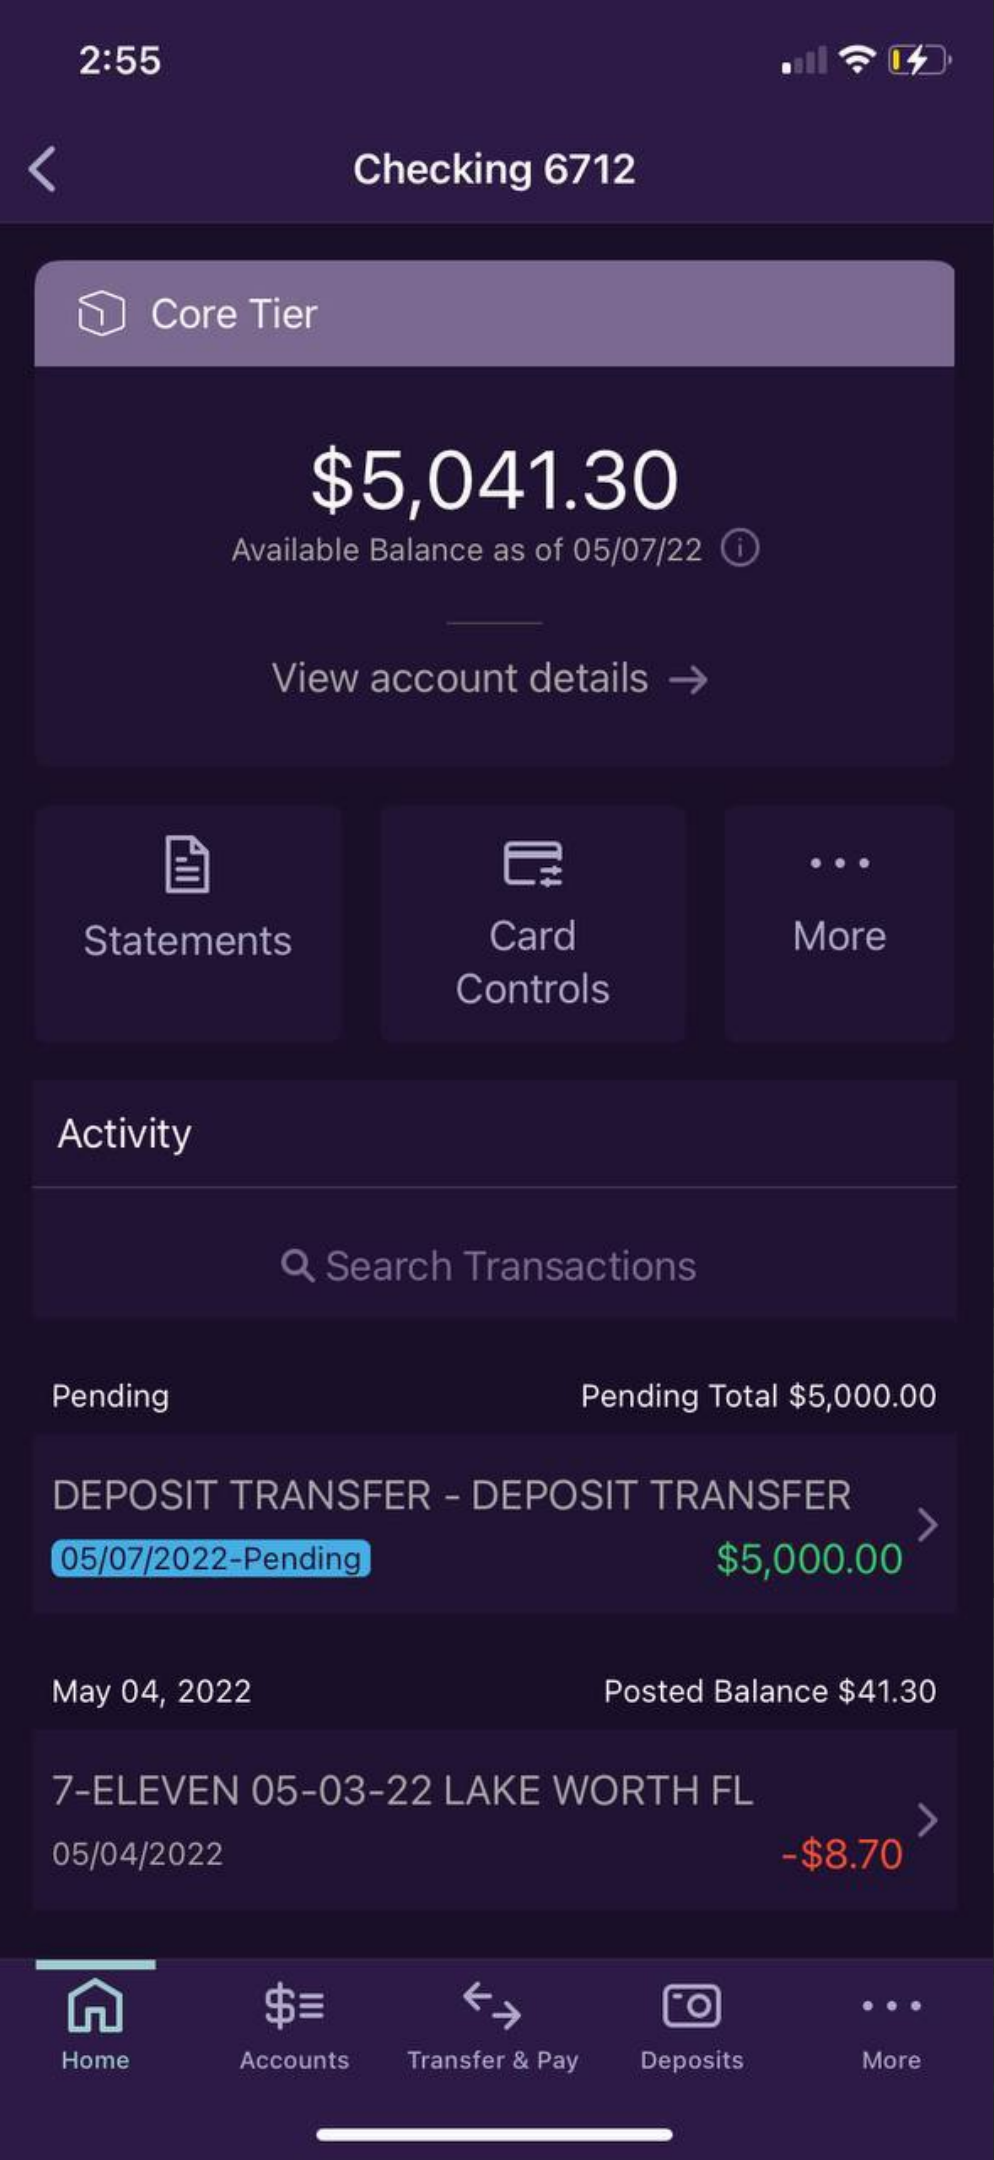 2:55
Checking 6712
Core Tier
$5,041.30
Available Balance as of 05/07/22
View account details →
Statements
Card
Controls
More
Activity
Search Transactions
Pending Pending Total $5,000.00
DEPOSIT TRANSFER - DEPOSIT TRANSFER
05/07/2022-Pending $5,000.00
May 04, 2022 Posted Balance $41.30
7-ELEVEN 05-03-22 LAKE WORTH FL
05/04/2022 -$8.70
Home Accounts Transfer & Pay Deposits More